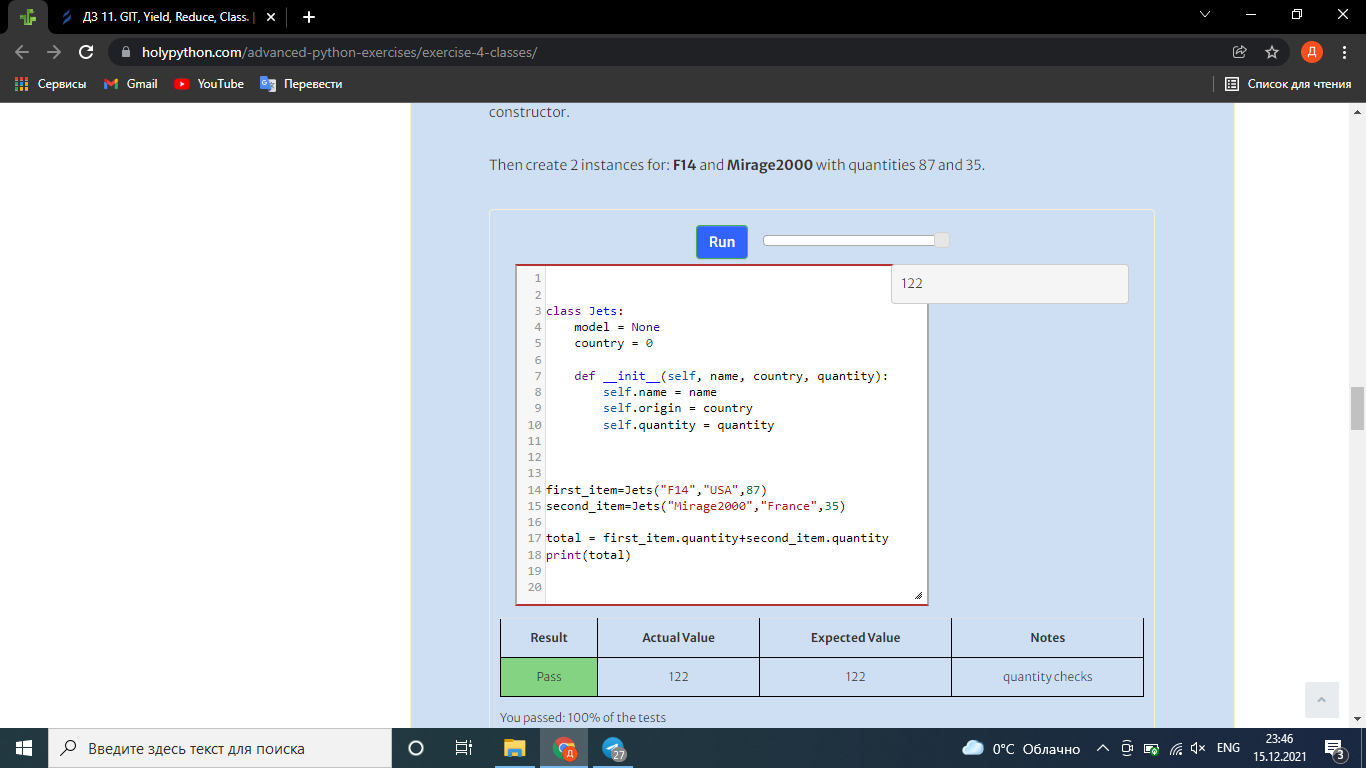 ДЗ 11. GIT, Yield, Reduce, Class.
holypython.com/advanced-python-exercises/exercise-4-classes/
Д
Сервисы Gmail YouTube Перевести Список для чтения
constructor.
Then create 2 instances for: F14 and Mirage2000 with quantities 87 and 35.
Run
122
1
2
3 class Jets:
4     model = None
5     country = 0
6
7     def __init__(self, name, country, quantity):
8         self.name = name
9         self.origin = country
10         self.quantity = quantity
11
12
13
14 first_item=Jets("F14","USA",87)
15 second_item=Jets("Mirage2000","France",35)
16
17 total = first_item.quantity+second_item.quantity
18 print(total)
19
20
Result Actual Value Expected Value Notes
Pass 122 122 quantity checks
You passed: 100% of the tests
Введите здесь текст для поиска
Д
27
0°C Облачно
ENG
23:46
15.12.2021
3